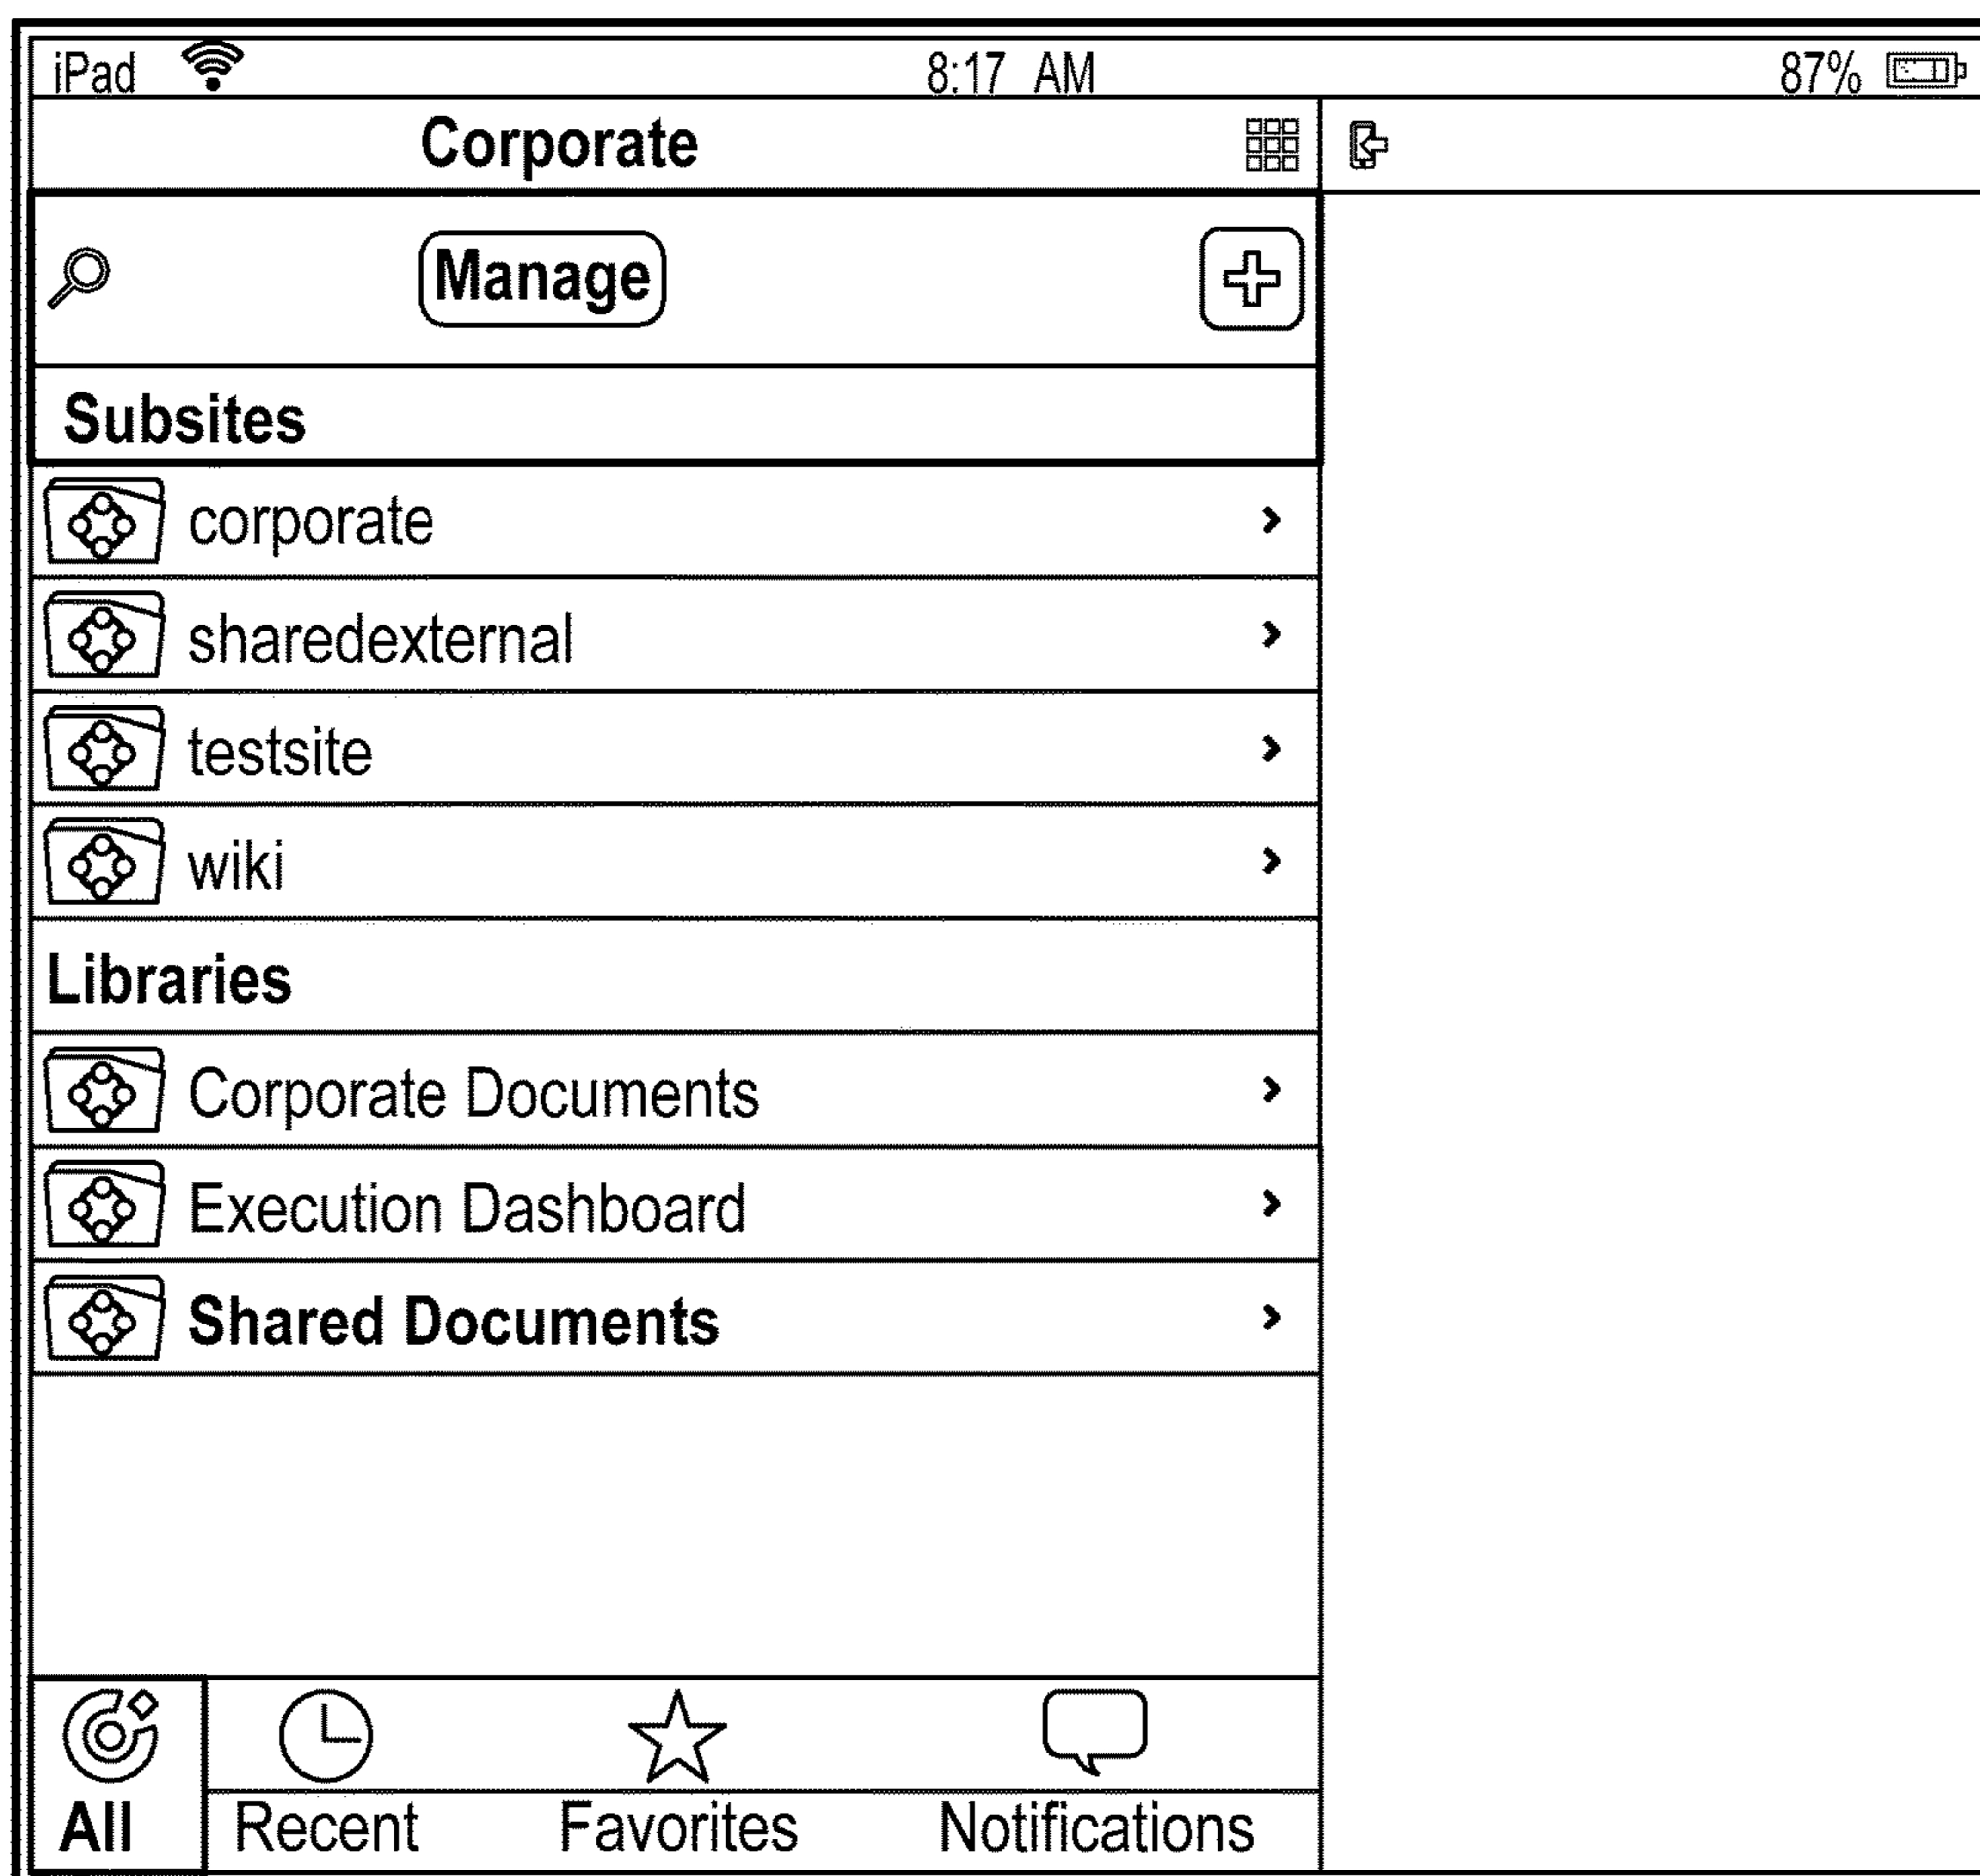 iPad 8:17 AM 87%
Corporate
Manage
Subsites
corporate
sharedexternal
testsite
wiki
Libraries
Corporate Documents
Execution Dashboard
Shared Documents
All Recent Favorites Notifications